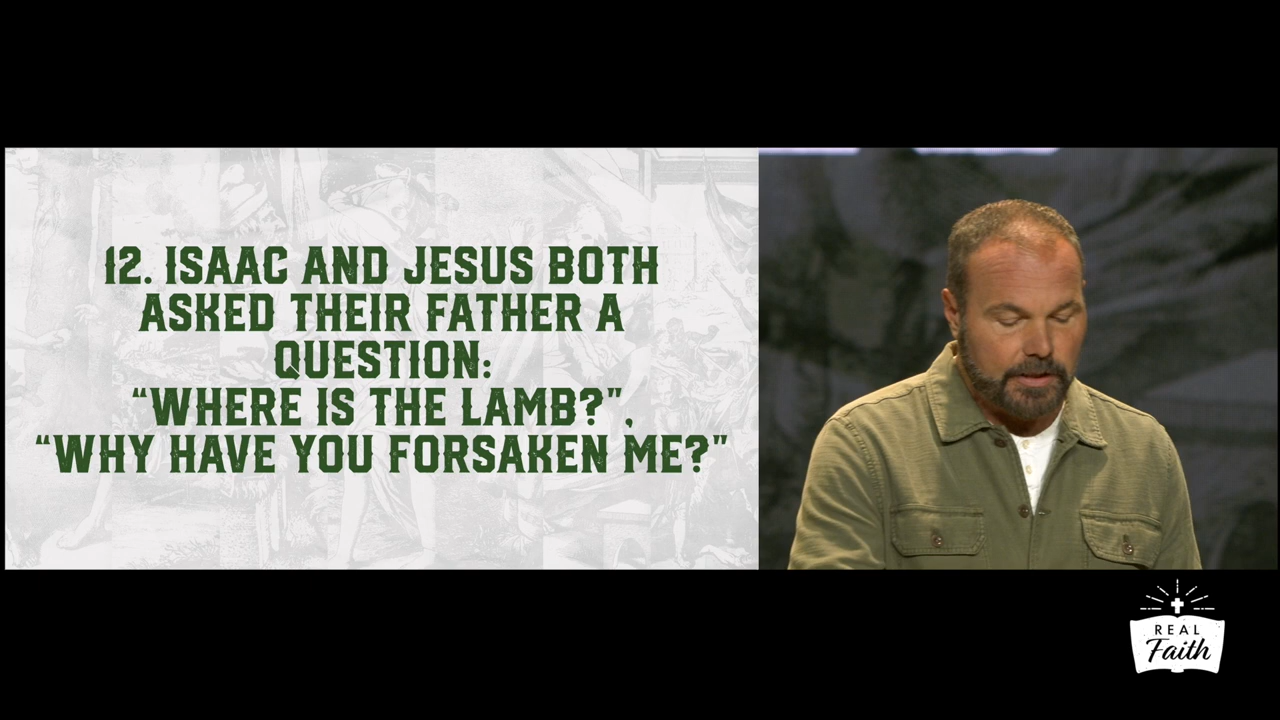 12. ISAAC AND JESUS BOTH
ASKED THEIR FATHER A
QUESTION:
“WHERE IS THE LAMB?”,
“WHY HAVE YOU FORSAKEN ME?”
REAL
Faith